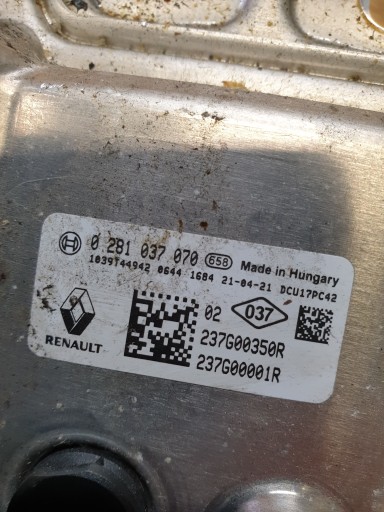 0 281 037 070 658 Made in Hungary
1039T44942 0644 1684 21-04-21 DCU17PC42
02 037
RENAULT
237G00350R
237G00001R